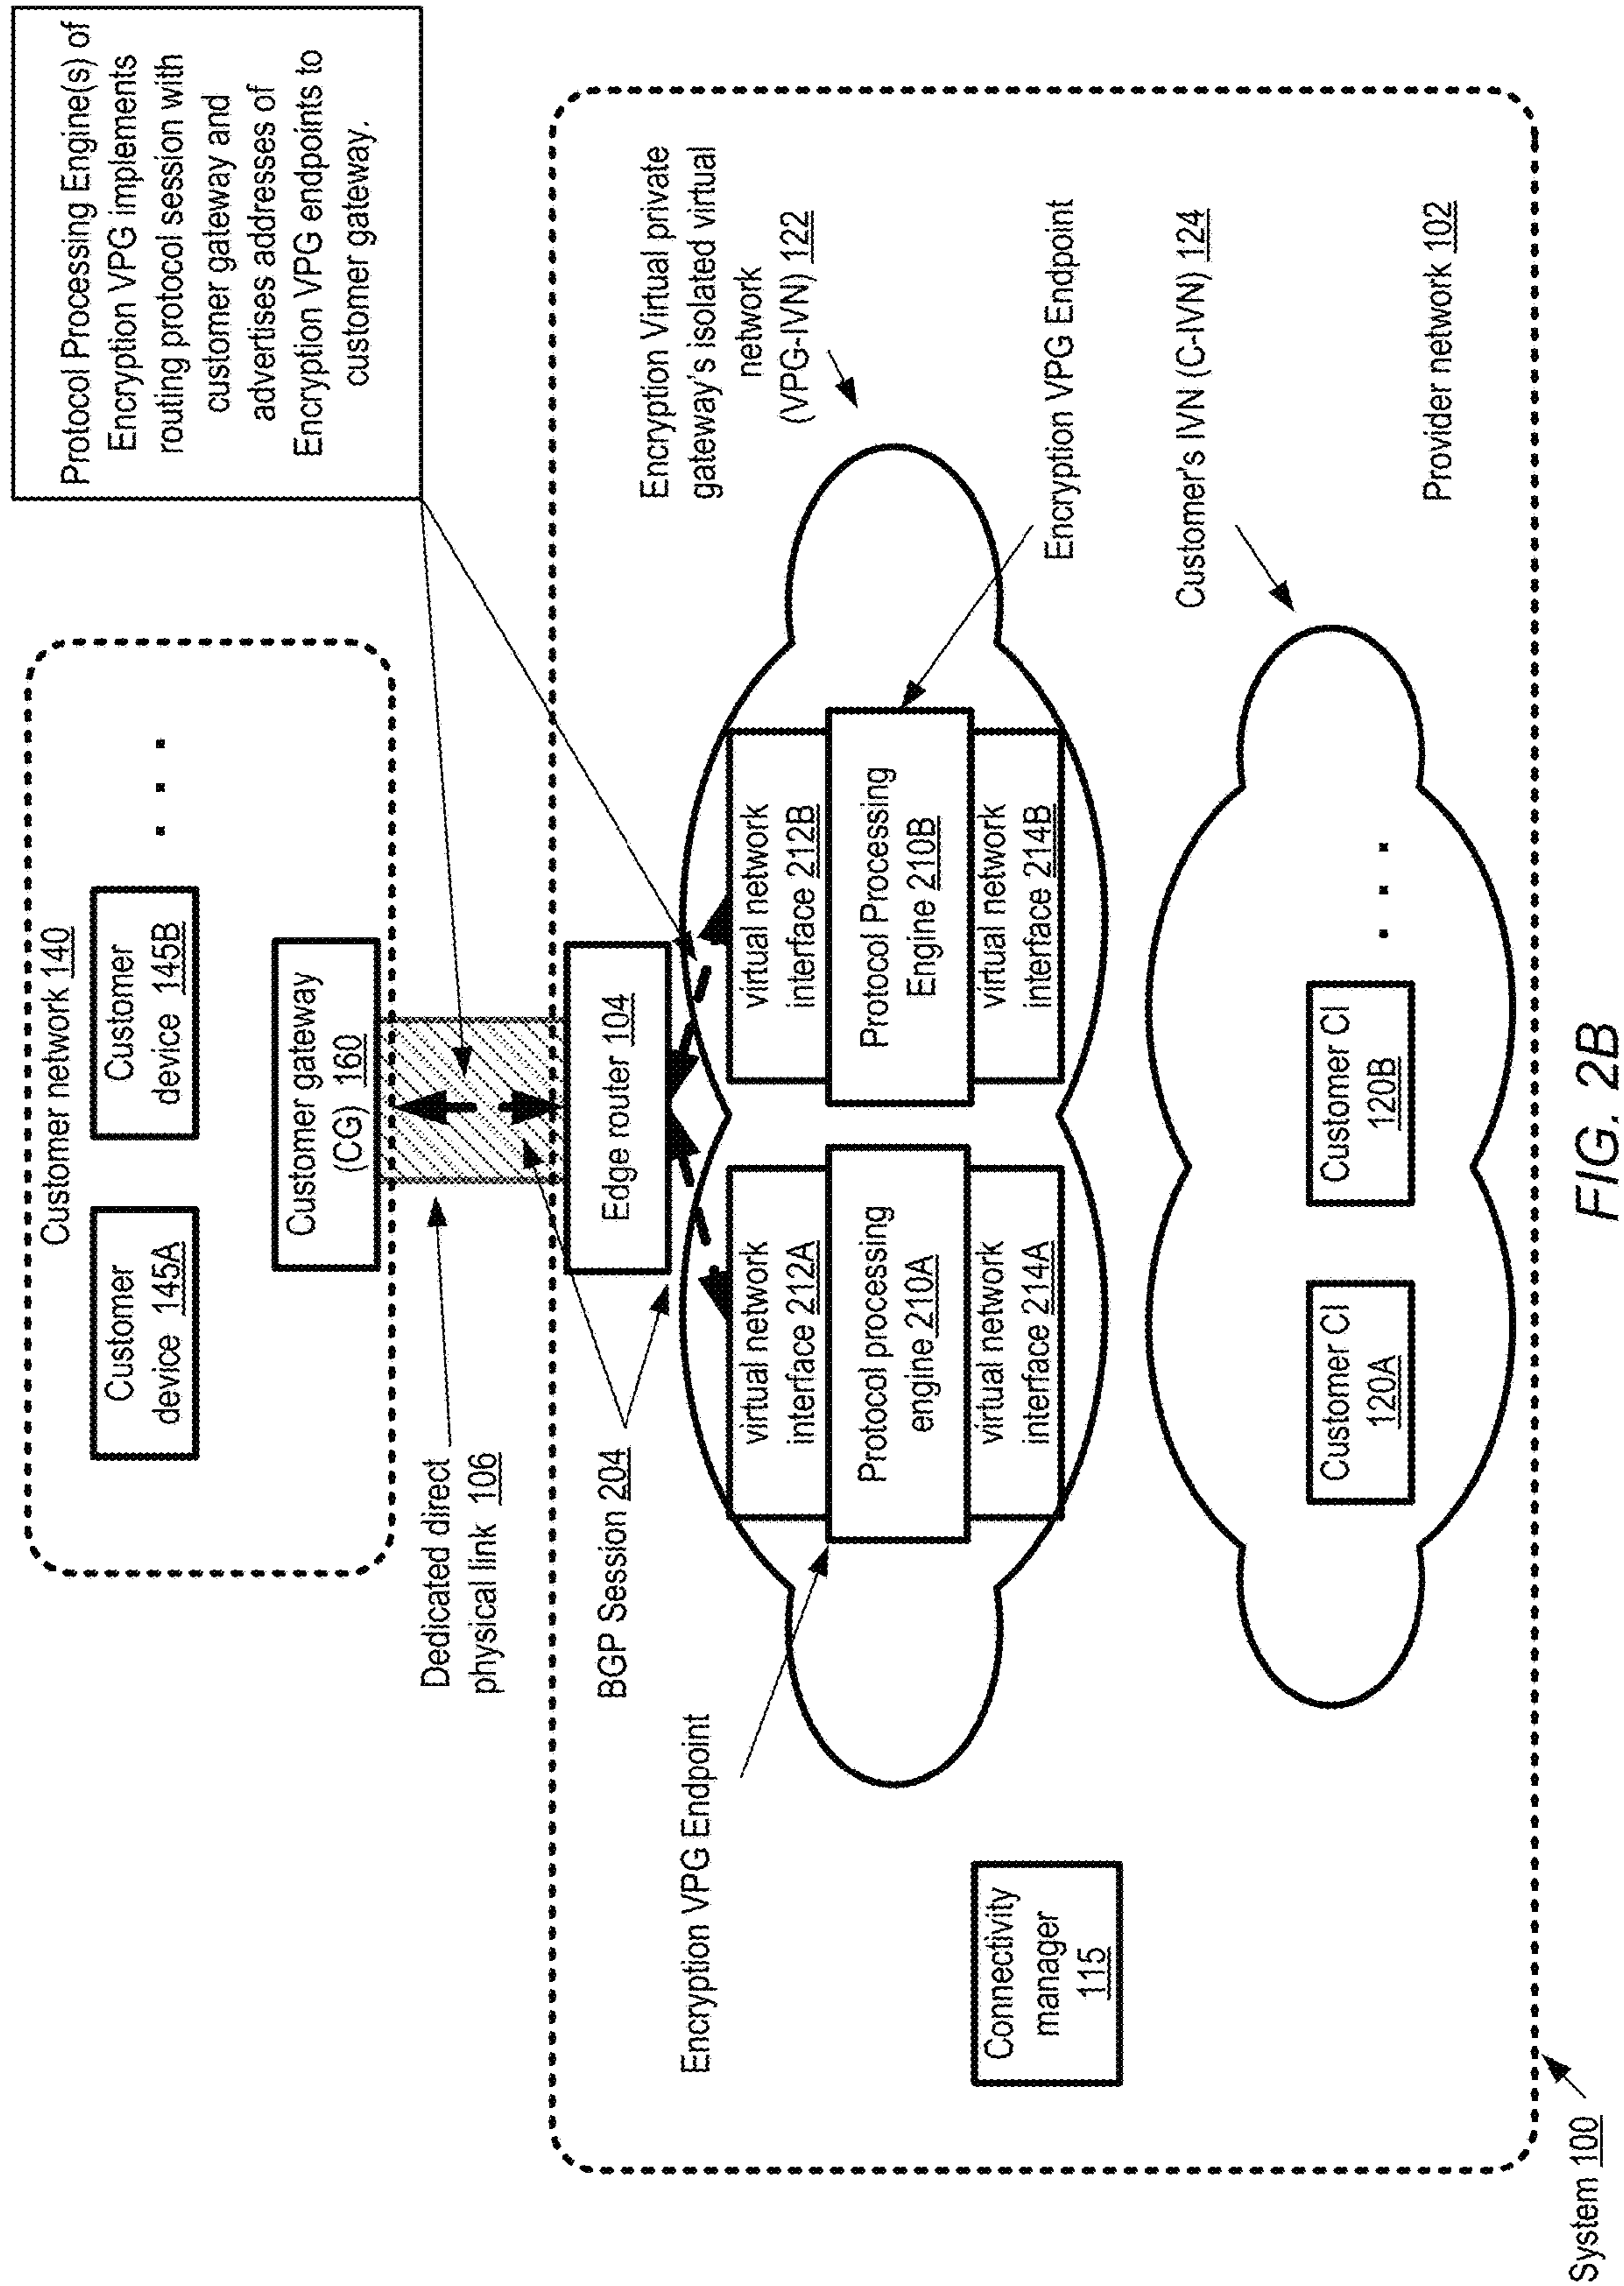 Customer network 140
Customer
device 145A
Customer
device 145B
. . .
Customer gateway
(CG) 160
Protocol Processing Engine(s) of
Encryption VPG implements
routing protocol session with
customer gateway and
advertises addresses of
Encryption VPG endpoints to
customer gateway.
Dedicated direct
physical link 106
BGP Session 204
Edge router 104
Encryption Virtual private
gateway's isolated virtual
network
(VPG-IVN) 122
Encryption VPG Endpoint
virtual network
interface 212A
Protocol processing
engine 210A
virtual network
interface 214A
virtual network
interface 212B
Protocol Processing
Engine 210B
virtual network
interface 214B
Encryption VPG Endpoint
Connectivity
manager
115
Customer's IVN (C-IVN) 124
Customer CI
120A
Customer CI
120B
. . .
Provider network 102
System 100
FIG. 2B